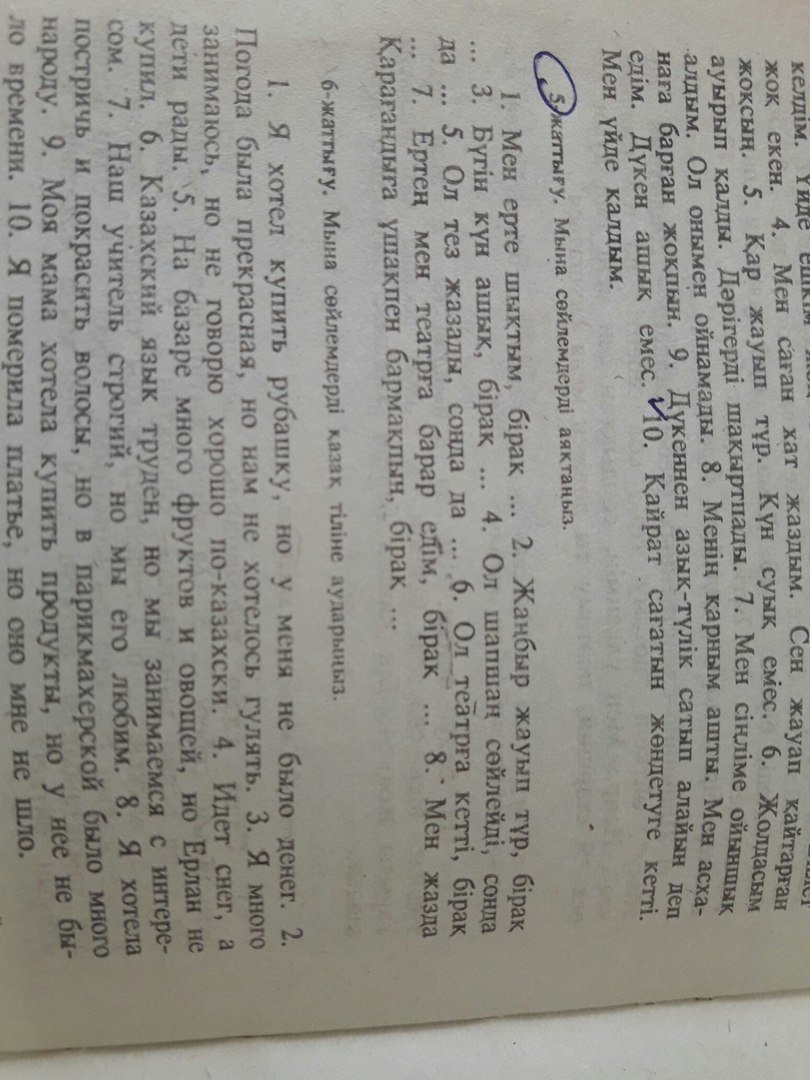 келдім. Үйде ешкім
жоқ екен. 4. Мен саған хат жаздым. Сен жауап қайтарған
жоқсың. 5. Қар жауып тұр. Күн суық емес. 6. Жолдасым
ауырып қалды. Дәрігерді шақыртпады. 7. Мен сіңліме ойыншық
алдым. Ол онымен ойнамады. 8. Менің қарным ашты. Мен асха-
наға барған жоқпын. 9. Дүкеннен азық-түлік сатып алайын деп
едім. Дүкен ашық емес. 10. Қайрат сағатын жөндетуге кетті.
Мен үйде қалдым.
5-жаттығу. Мына сөйлемдерді аяқтаңыз.
1. Мен ерте шықтым, бірақ ... 2. Жаңбыр жауып тұр, бірақ
... 3. Бүгін күн ашық, бірақ ... 4. Ол шапшаң сөйлейді, сонда
да ... 5. Ол тез жазады, сонда да ... 6. Ол театрға кетті, бірақ
... 7. Ертең мен театрға барар едім, бірақ ... 8. Мен жазда
Қарағандыға ұшақпен бармақпын, бірақ ...
6-жаттығу. Мына сөйлемдерді қазақ тіліне аударыңыз.
1. Я хотел купить рубашку, но у меня не было денег. 2.
Погода была прекрасная, но нам не хотелось гулять. 3. Я много
занимаюсь, но не говорю хорошо по-казахски. 4. Идет снег, а
дети рады. 5. На базаре много фруктов и овощей, но Ерлан не
купил. 6. Казахский язык труден, но мы занимаемся с интере-
сом. 7. Наш учитель строгий, но мы его любим. 8. Я хотела
постричь и покрасить волосы, но в парикмахерской было много
народу. 9. Моя мама хотела купить продукты, но у нее не бы-
ло времени. 10. Я померила платье, но оно мне не шло.